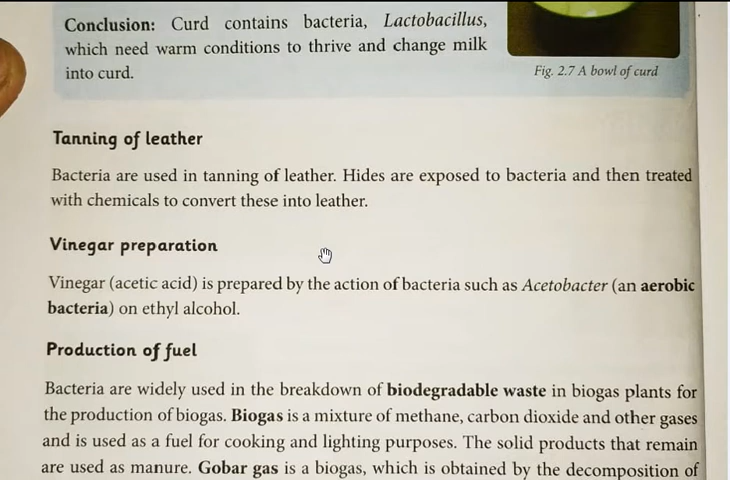 Conclusion: Curd contains bacteria, Lactobacillus,
which need warm conditions to thrive and change milk
into curd.
Fig. 2.7 A bowl of curd
Tanning of leather
Bacteria are used in tanning of leather. Hides are exposed to bacteria and then treated
with chemicals to convert these into leather.
Vinegar preparation
Vinegar (acetic acid) is prepared by the action of bacteria such as Acetobacter (an aerobic
bacteria) on ethyl alcohol.
Production of fuel
Bacteria are widely used in the breakdown of biodegradable waste in biogas plants for
the production of biogas. Biogas is a mixture of methane, carbon dioxide and other gases
and is used as a fuel for cooking and lighting purposes. The solid products that remain
are used as manure. Gobar gas is a biogas, which is obtained by the decomposition of